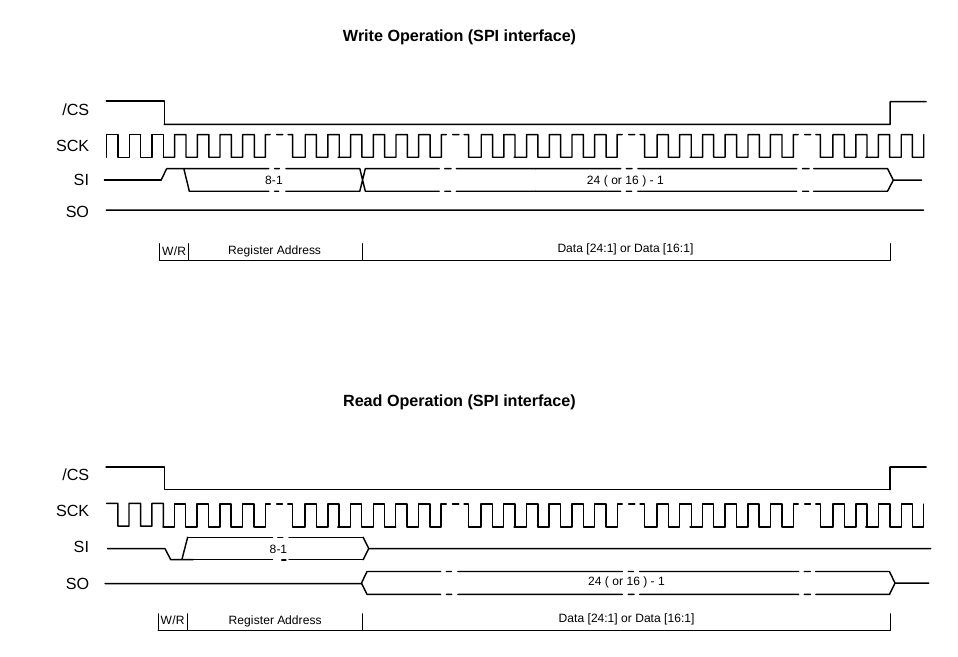 Write Operation (SPI interface)
/CS
SCK
SI
8-1
24 ( or 16 ) - 1
SO
W/R
Register Address
Data [24:1] or Data [16:1]
Read Operation (SPI interface)
/CS
SCK
SI
8-1
SO
24 ( or 16 ) - 1
W/R
Register Address
Data [24:1] or Data [16:1]